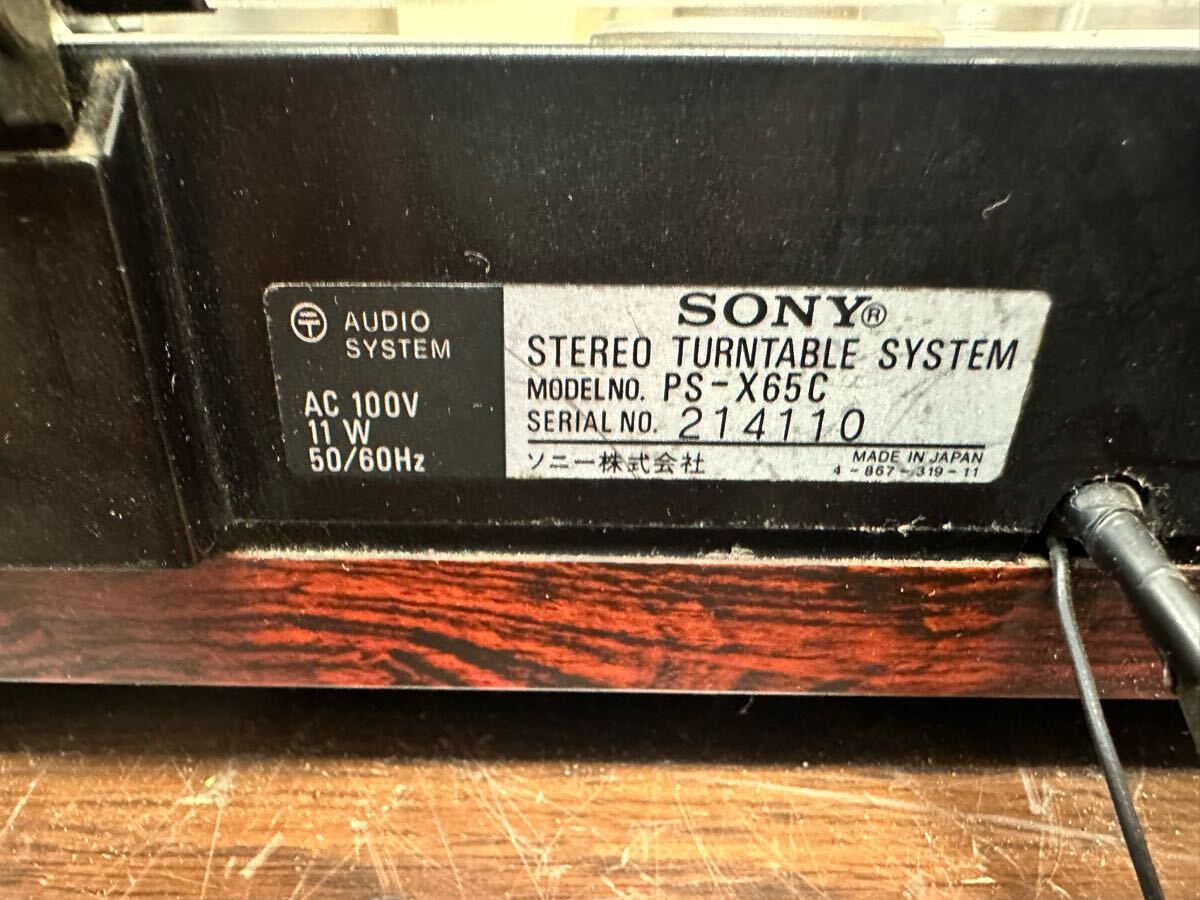 AUDIO
SYSTEM
AC 100V
11 W
50/60Hz
SONY®
STEREO TURNTABLE SYSTEM
MODEL NO. PS-X65C
SERIAL NO. 214110
ソニー株式会社
MADE IN JAPAN
4-867-319-11